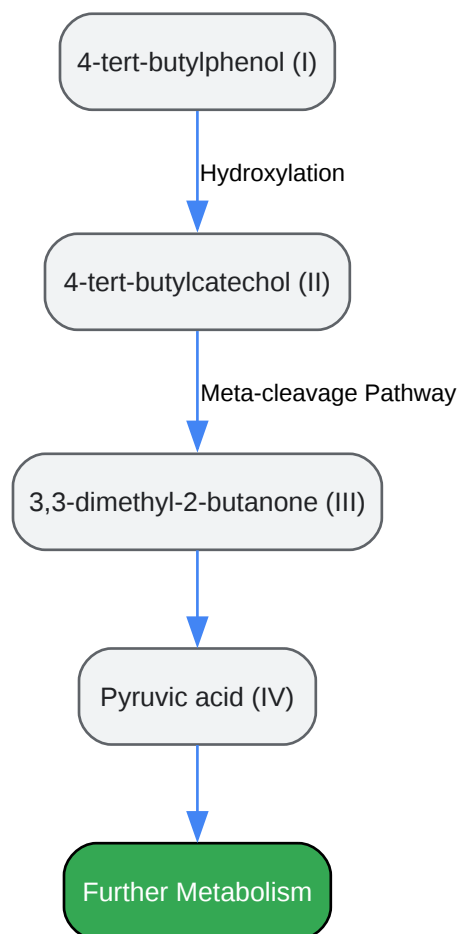 4-tert-butylphenol (I)
Hydroxylation
4-tert-butylcatechol (II)
Meta-cleavage Pathway
3,3-dimethyl-2-butanone (III)
Pyruvic acid (IV)
Further Metabolism